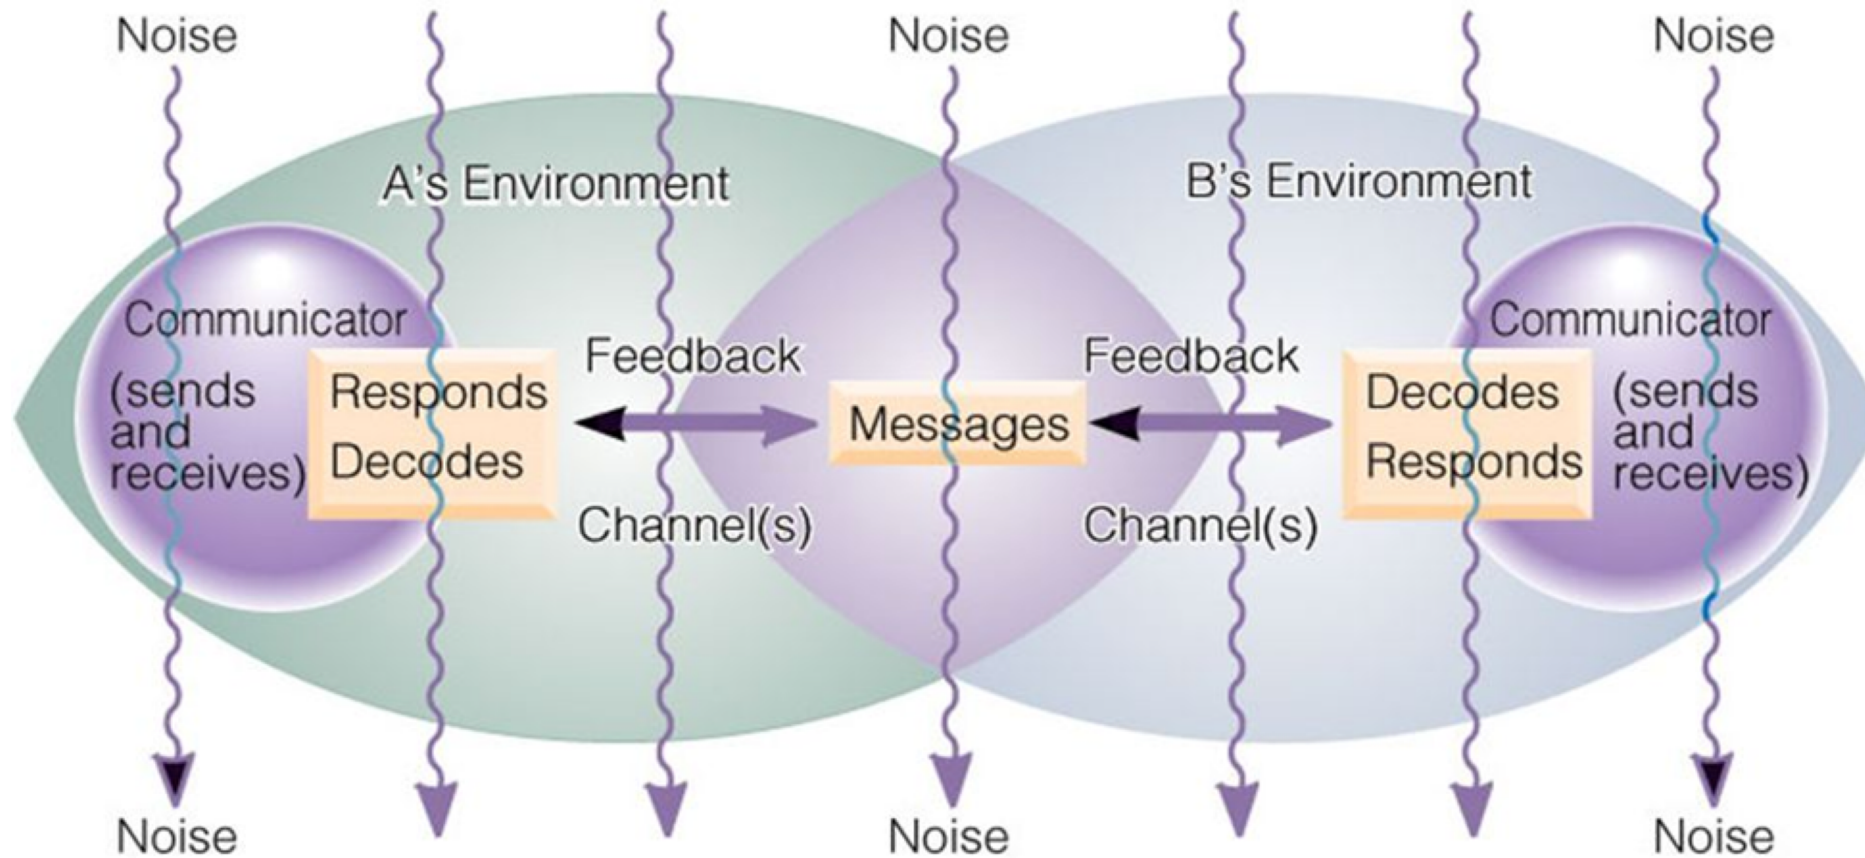 Noise
Noise
Noise
A's Environment
B's Environment
Communicator
(sends
and
receives)
Responds
Decodes
Feedback
Channel(s)
Messages
Feedback
Channel(s)
Decodes
Responds
Communicator
(sends
and
receives)
Noise
Noise
Noise